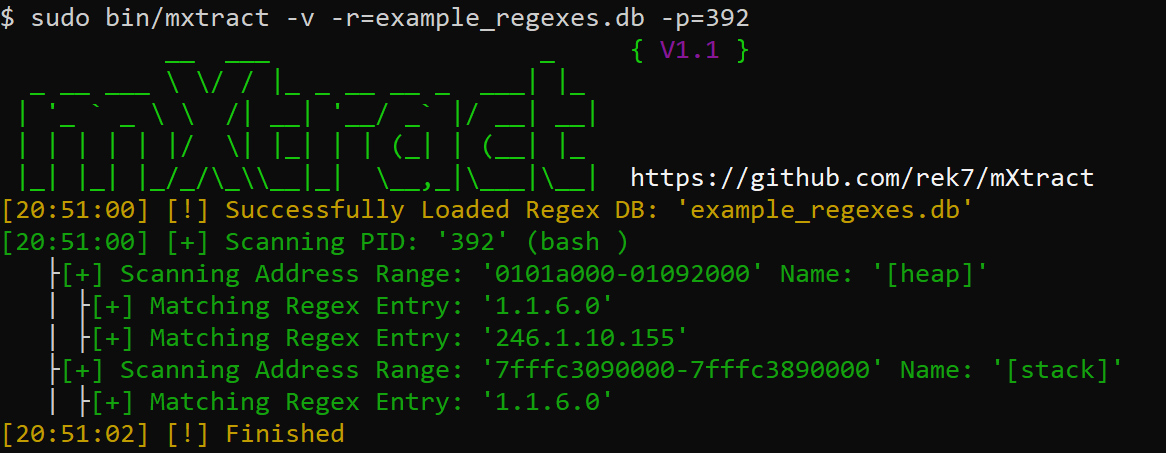 $ sudo bin/mxtract -v -r=example_regexes.db -p=392
{ V1.1 }
mXtract
https://github.com/rek7/mXtract
[20:51:00] [!] Successfully Loaded Regex DB: 'example_regexes.db'
[20:51:00] [+] Scanning PID: '392' (bash )
├[+] Scanning Address Range: '0101a000-01092000' Name: '[heap]'
| ├[+] Matching Regex Entry: '1.1.6.0'
| ├[+] Matching Regex Entry: '246.1.10.155'
├[+] Scanning Address Range: '7fffc3090000-7fffc3890000' Name: '[stack]'
| ├[+] Matching Regex Entry: '1.1.6.0'
[20:51:02] [!] Finished